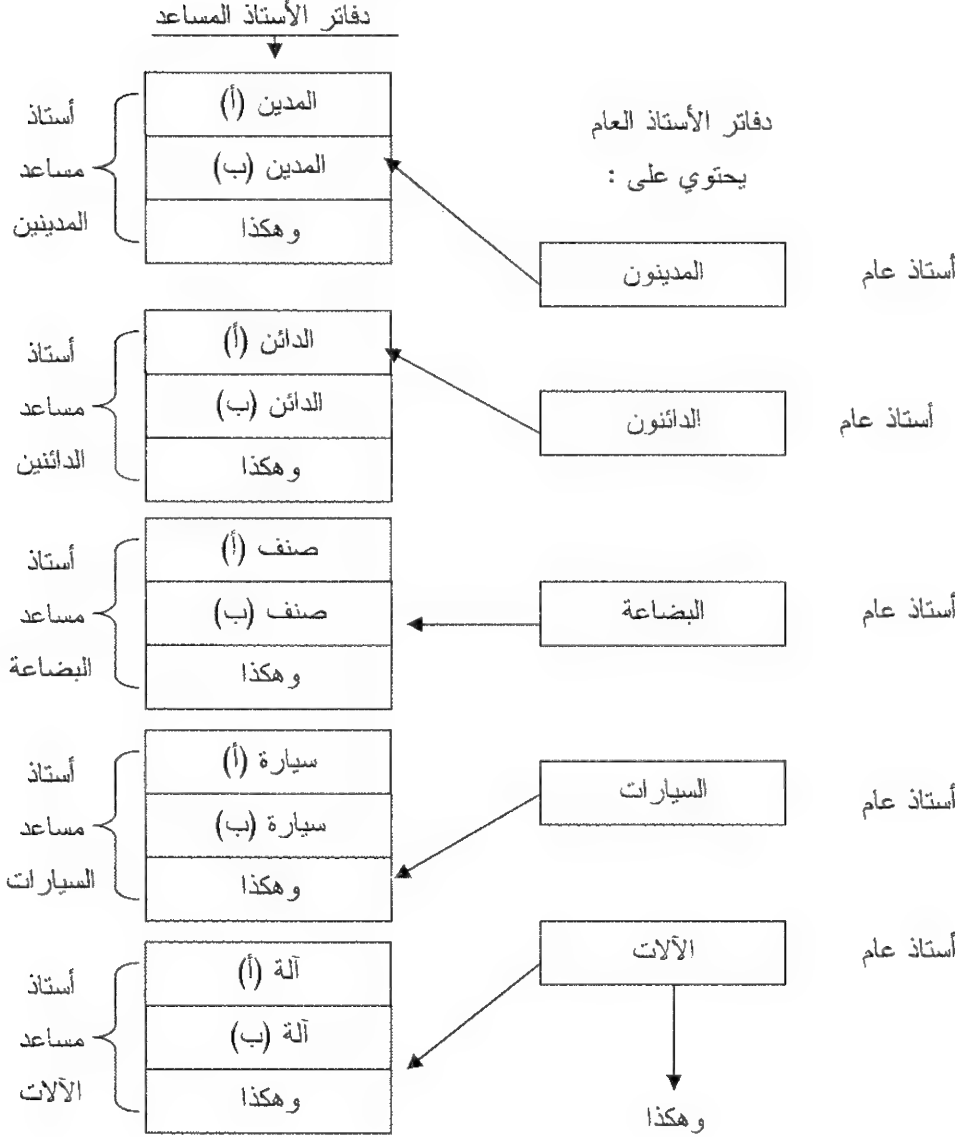 دفاتر الأستاذ المساعد
دفاتر الأستاذ العام
يحتوي على :
أستاذ عام
المدينون
المدين (أ)
المدين (ب)
وهكذا
أستاذ
مساعد
المدينين
أستاذ عام
الدائنون
الدائن (أ)
الدائن (ب)
وهكذا
أستاذ
مساعد
الدائنين
أستاذ عام
البضاعة
صنف (أ)
صنف (ب)
وهكذا
أستاذ
مساعد
البضاعة
أستاذ عام
السيارات
سيارة (أ)
سيارة (ب)
وهكذا
أستاذ
مساعد
السيارات
أستاذ عام
الآلات
وهكذا
آلة (أ)
آلة (ب)
وهكذا
أستاذ
مساعد
الآلات